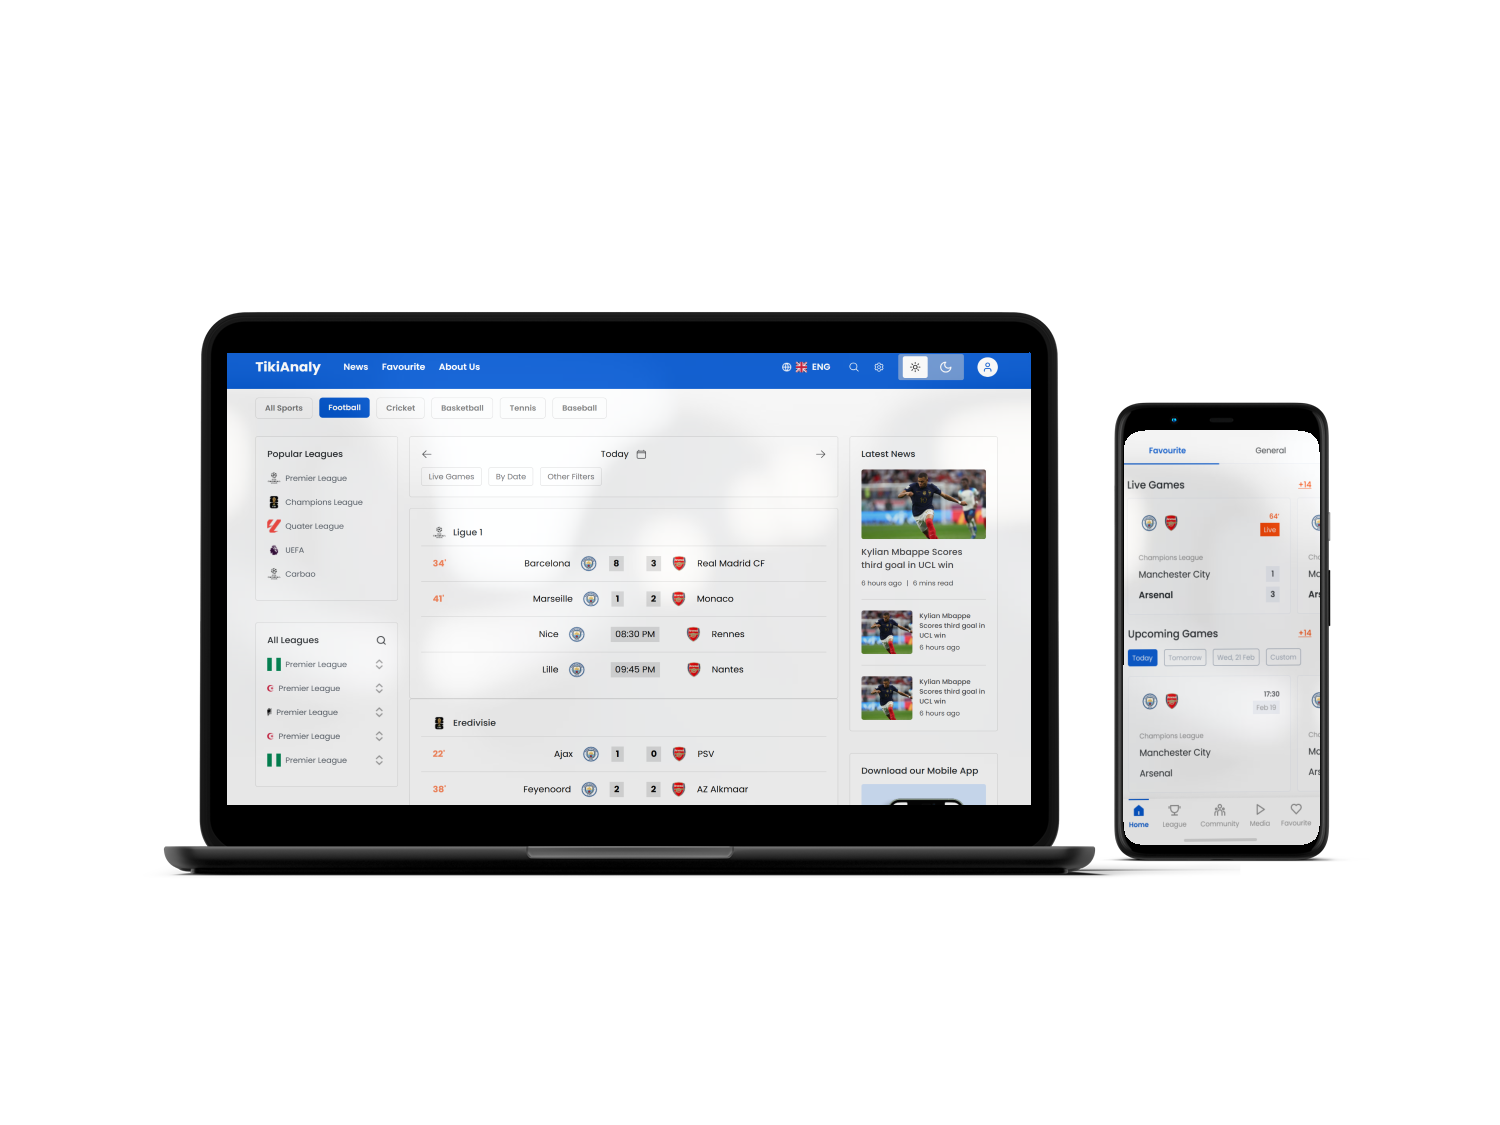 TikiAnaly News Favourite About Us ENG
All Sports Football Cricket Basketball Tennis Baseball
Popular Leagues
Premier League
Champions League
Quater League
UEFA
Carbao
All Leagues
Premier League
Premier League
Premier League
Premier League
Premier League
Today
Live Games By Date Other Filters
Ligue 1
34' Barcelona 8 3 Real Madrid CF
41' Marseille 1 2 Monaco
Nice 08:30 PM Rennes
Lille 09:45 PM Nantes
Eredivisie
22' Ajax 1 0 PSV
38' Feyenoord 2 2 AZ Alkmaar
Latest News
Kylian Mbappe Scores
third goal in UCL win
6 hours ago | 6 mins read
Kylian Mbappe
Scores third goal in
UCL win
6 hours ago
Kylian Mbappe
Scores third goal in
UCL win
6 hours ago
Download our Mobile App
Favourite General
Live Games +14
64'
Live
Champions League Cha
Manchester City 1 Ma
Arsenal 3 Ars
Upcoming Games +14
Today Tomorrow Wed, 21 Feb Custom
17:30
Feb 19
Champions League Cha
Manchester City Ma
Arsenal Ars
Home League Community Media Favourite